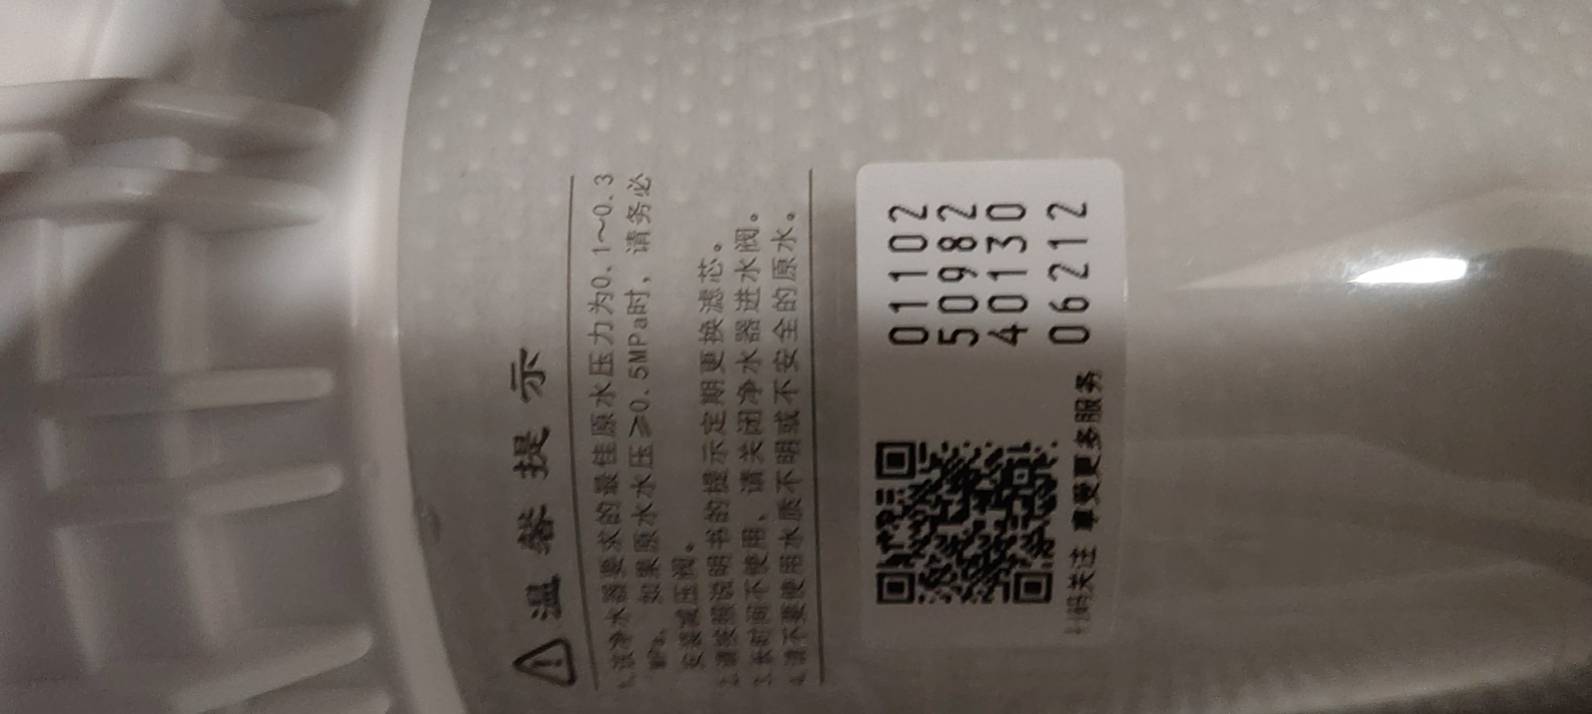 温馨提示
1.该净水器要求的最佳原水压力为0.1～0.3
MPa,如果原水水压≥0.5MPa时，请务必
安装减压阀。
2.请按照说明书的提示定期更换滤芯。
3.长时间不使用，请关闭净水器进水阀。
4.请不要使用水质不明或不安全的原水。
01102
50982
40130
06212
扫码关注 享受更多服务